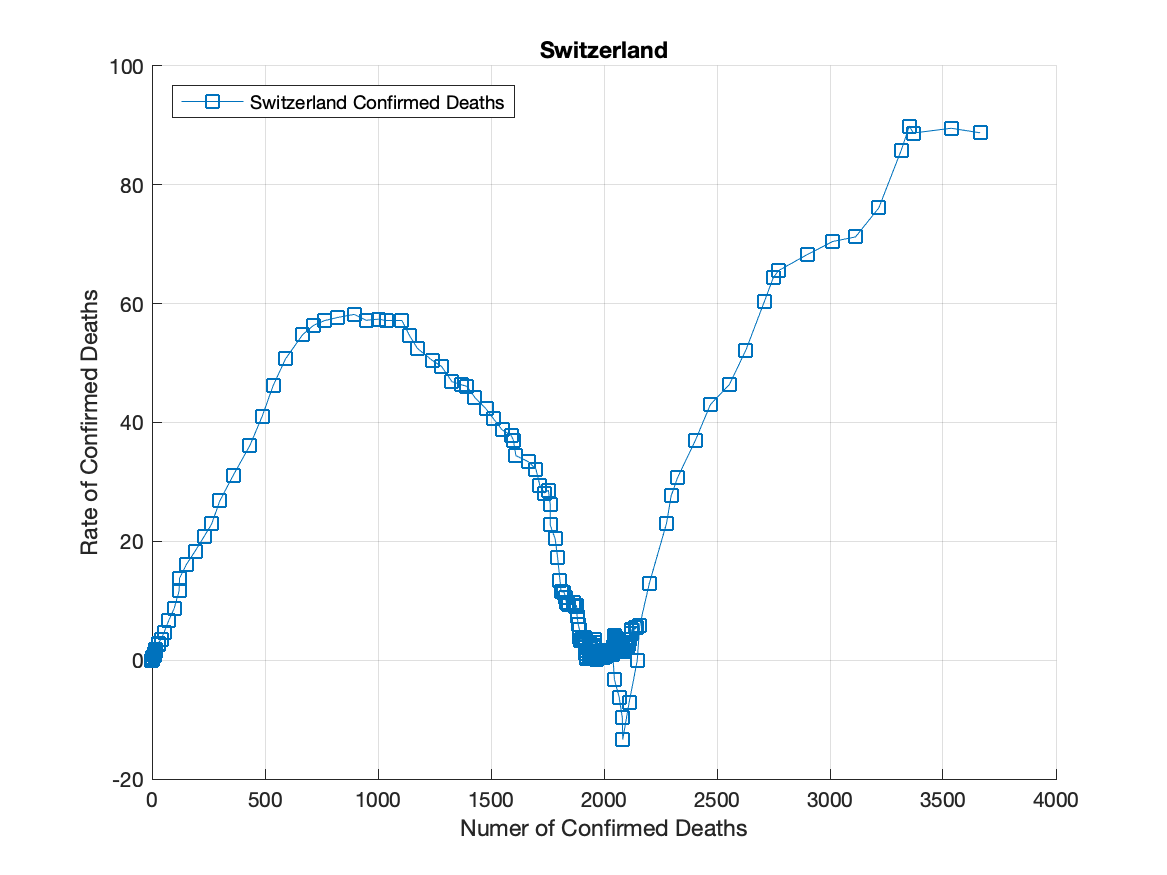 Switzerland
Switzerland Confirmed Deaths
100
80
60
40
20
0
-20
Rate of Confirmed Deaths
0 500 1000 1500 2000 2500 3000 3500 4000
Numer of Confirmed Deaths